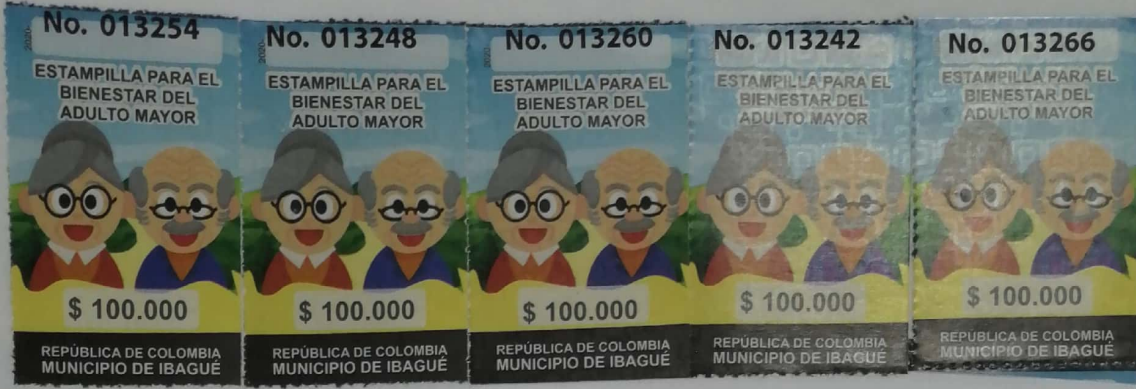 No. 013254
ESTAMPILLA PARA EL
BIENESTAR DEL
ADULTO MAYOR
$ 100.000
REPÚBLICA DE COLOMBIA
MUNICIPIO DE IBAGUÉ
No. 013248
ESTAMPILLA PARA EL
BIENESTAR DEL
ADULTO MAYOR
$ 100.000
REPÚBLICA DE COLOMBIA
MUNICIPIO DE IBAGUÉ
No. 013260
ESTAMPILLA PARA EL
BIENESTAR DEL
ADULTO MAYOR
$ 100.000
REPÚBLICA DE COLOMBIA
MUNICIPIO DE IBAGUÉ
No. 013242
ESTAMPILLA PARA EL
BIENESTAR DEL
ADULTO MAYOR
$ 100.000
REPÚBLICA DE COLOMBIA
MUNICIPIO DE IBAGUÉ
No. 013266
ESTAMPILLA PARA EL
BIENESTAR DEL
ADULTO MAYOR
$ 100.000
REPÚBLICA DE COLOMBIA
MUNICIPIO DE IBAGUÉ